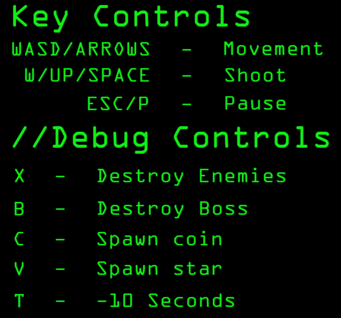 Key Controls
WASD/ARROWS - Movement
W/UP/SPACE - Shoot
ESC/P - Pause
//Debug Controls
X - Destroy Enemies
B - Destroy Boss
C - Spawn coin
V - Spawn star
T - -10 Seconds